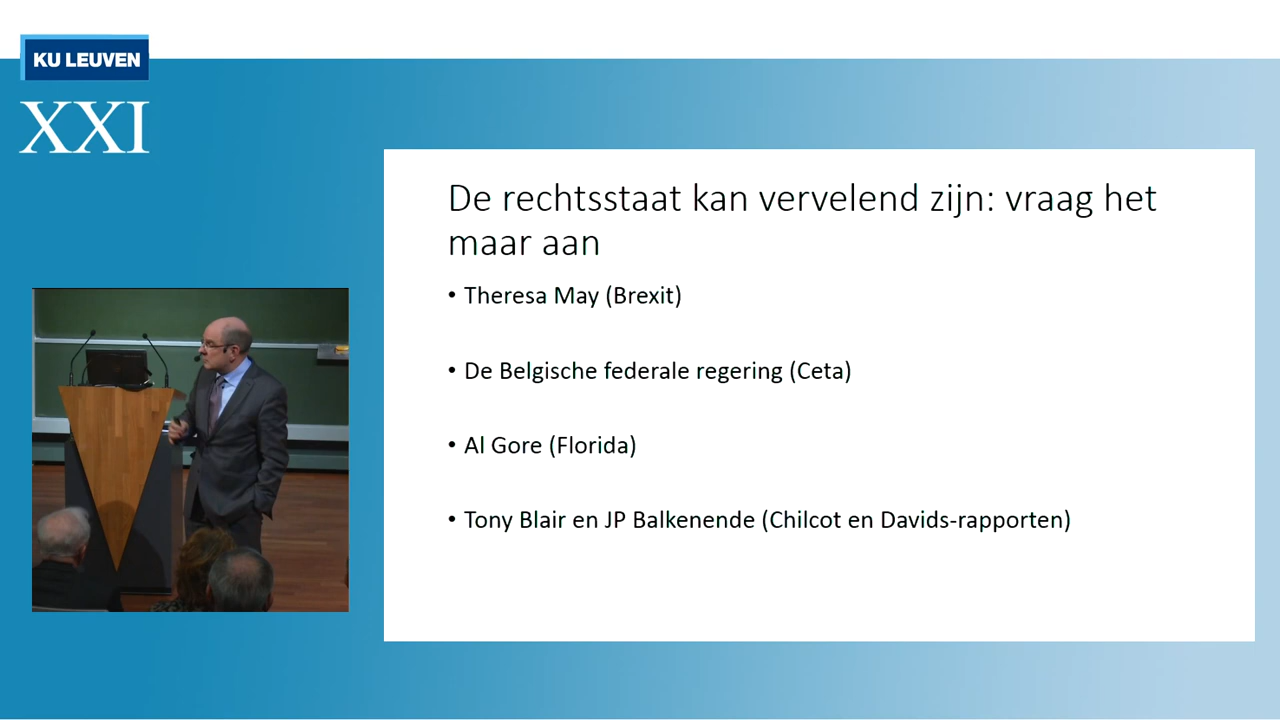 KU LEUVEN
XXI
De rechtsstaat kan vervelend zijn: vraag het
maar aan
• Theresa May (Brexit)
• De Belgische federale regering (Ceta)
• Al Gore (Florida)
• Tony Blair en JP Balkenende (Chilcot en Davids-rapporten)